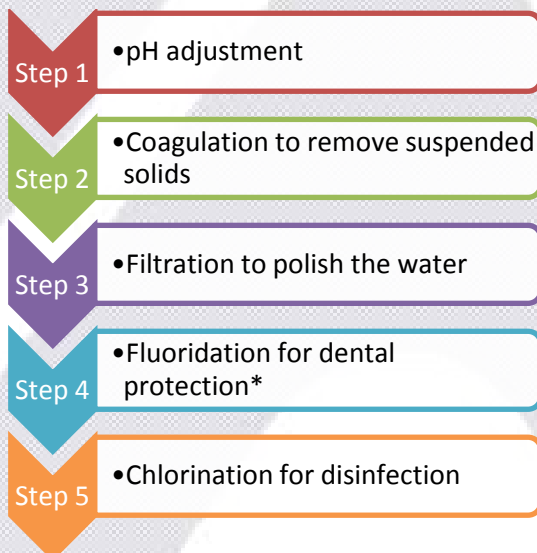 Step 1
•pH adjustment
Step 2
•Coagulation to remove suspended
solids
Step 3
•Filtration to polish the water
Step 4
•Fluoridation for dental
protection*
Step 5
•Chlorination for disinfection